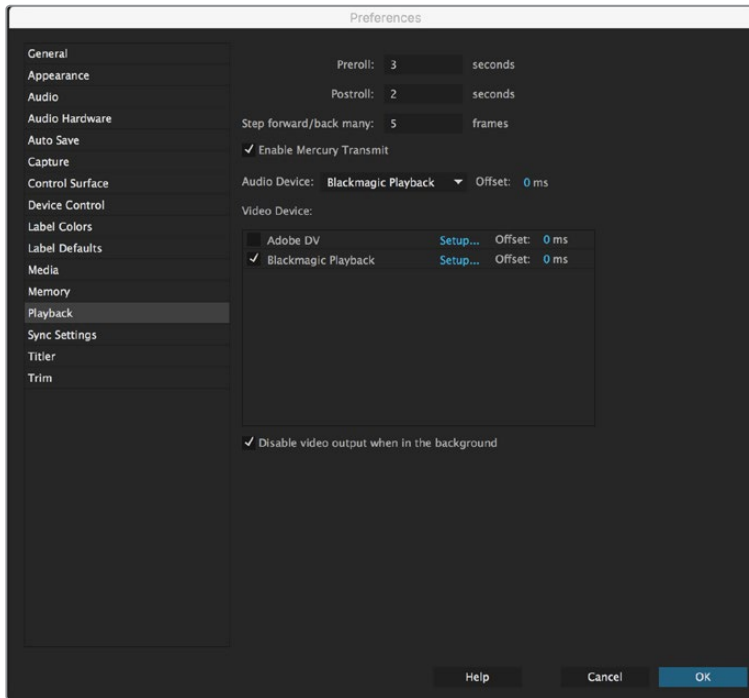 Preferences
General
Appearance
Audio
Audio Hardware
Auto Save
Capture
Control Surface
Device Control
Label Colors
Label Defaults
Media
Memory
Playback
Sync Settings
Titler
Trim
Preroll: 3 seconds
Postroll: 2 seconds
Step forward/back many: 5 frames
Enable Mercury Transmit
Audio Device: Blackmagic Playback Offset: 0 ms
Video Device:
Adobe DV Setup... Offset: 0 ms
Blackmagic Playback Setup... Offset: 0 ms
Disable video output when in the background
Help Cancel OK